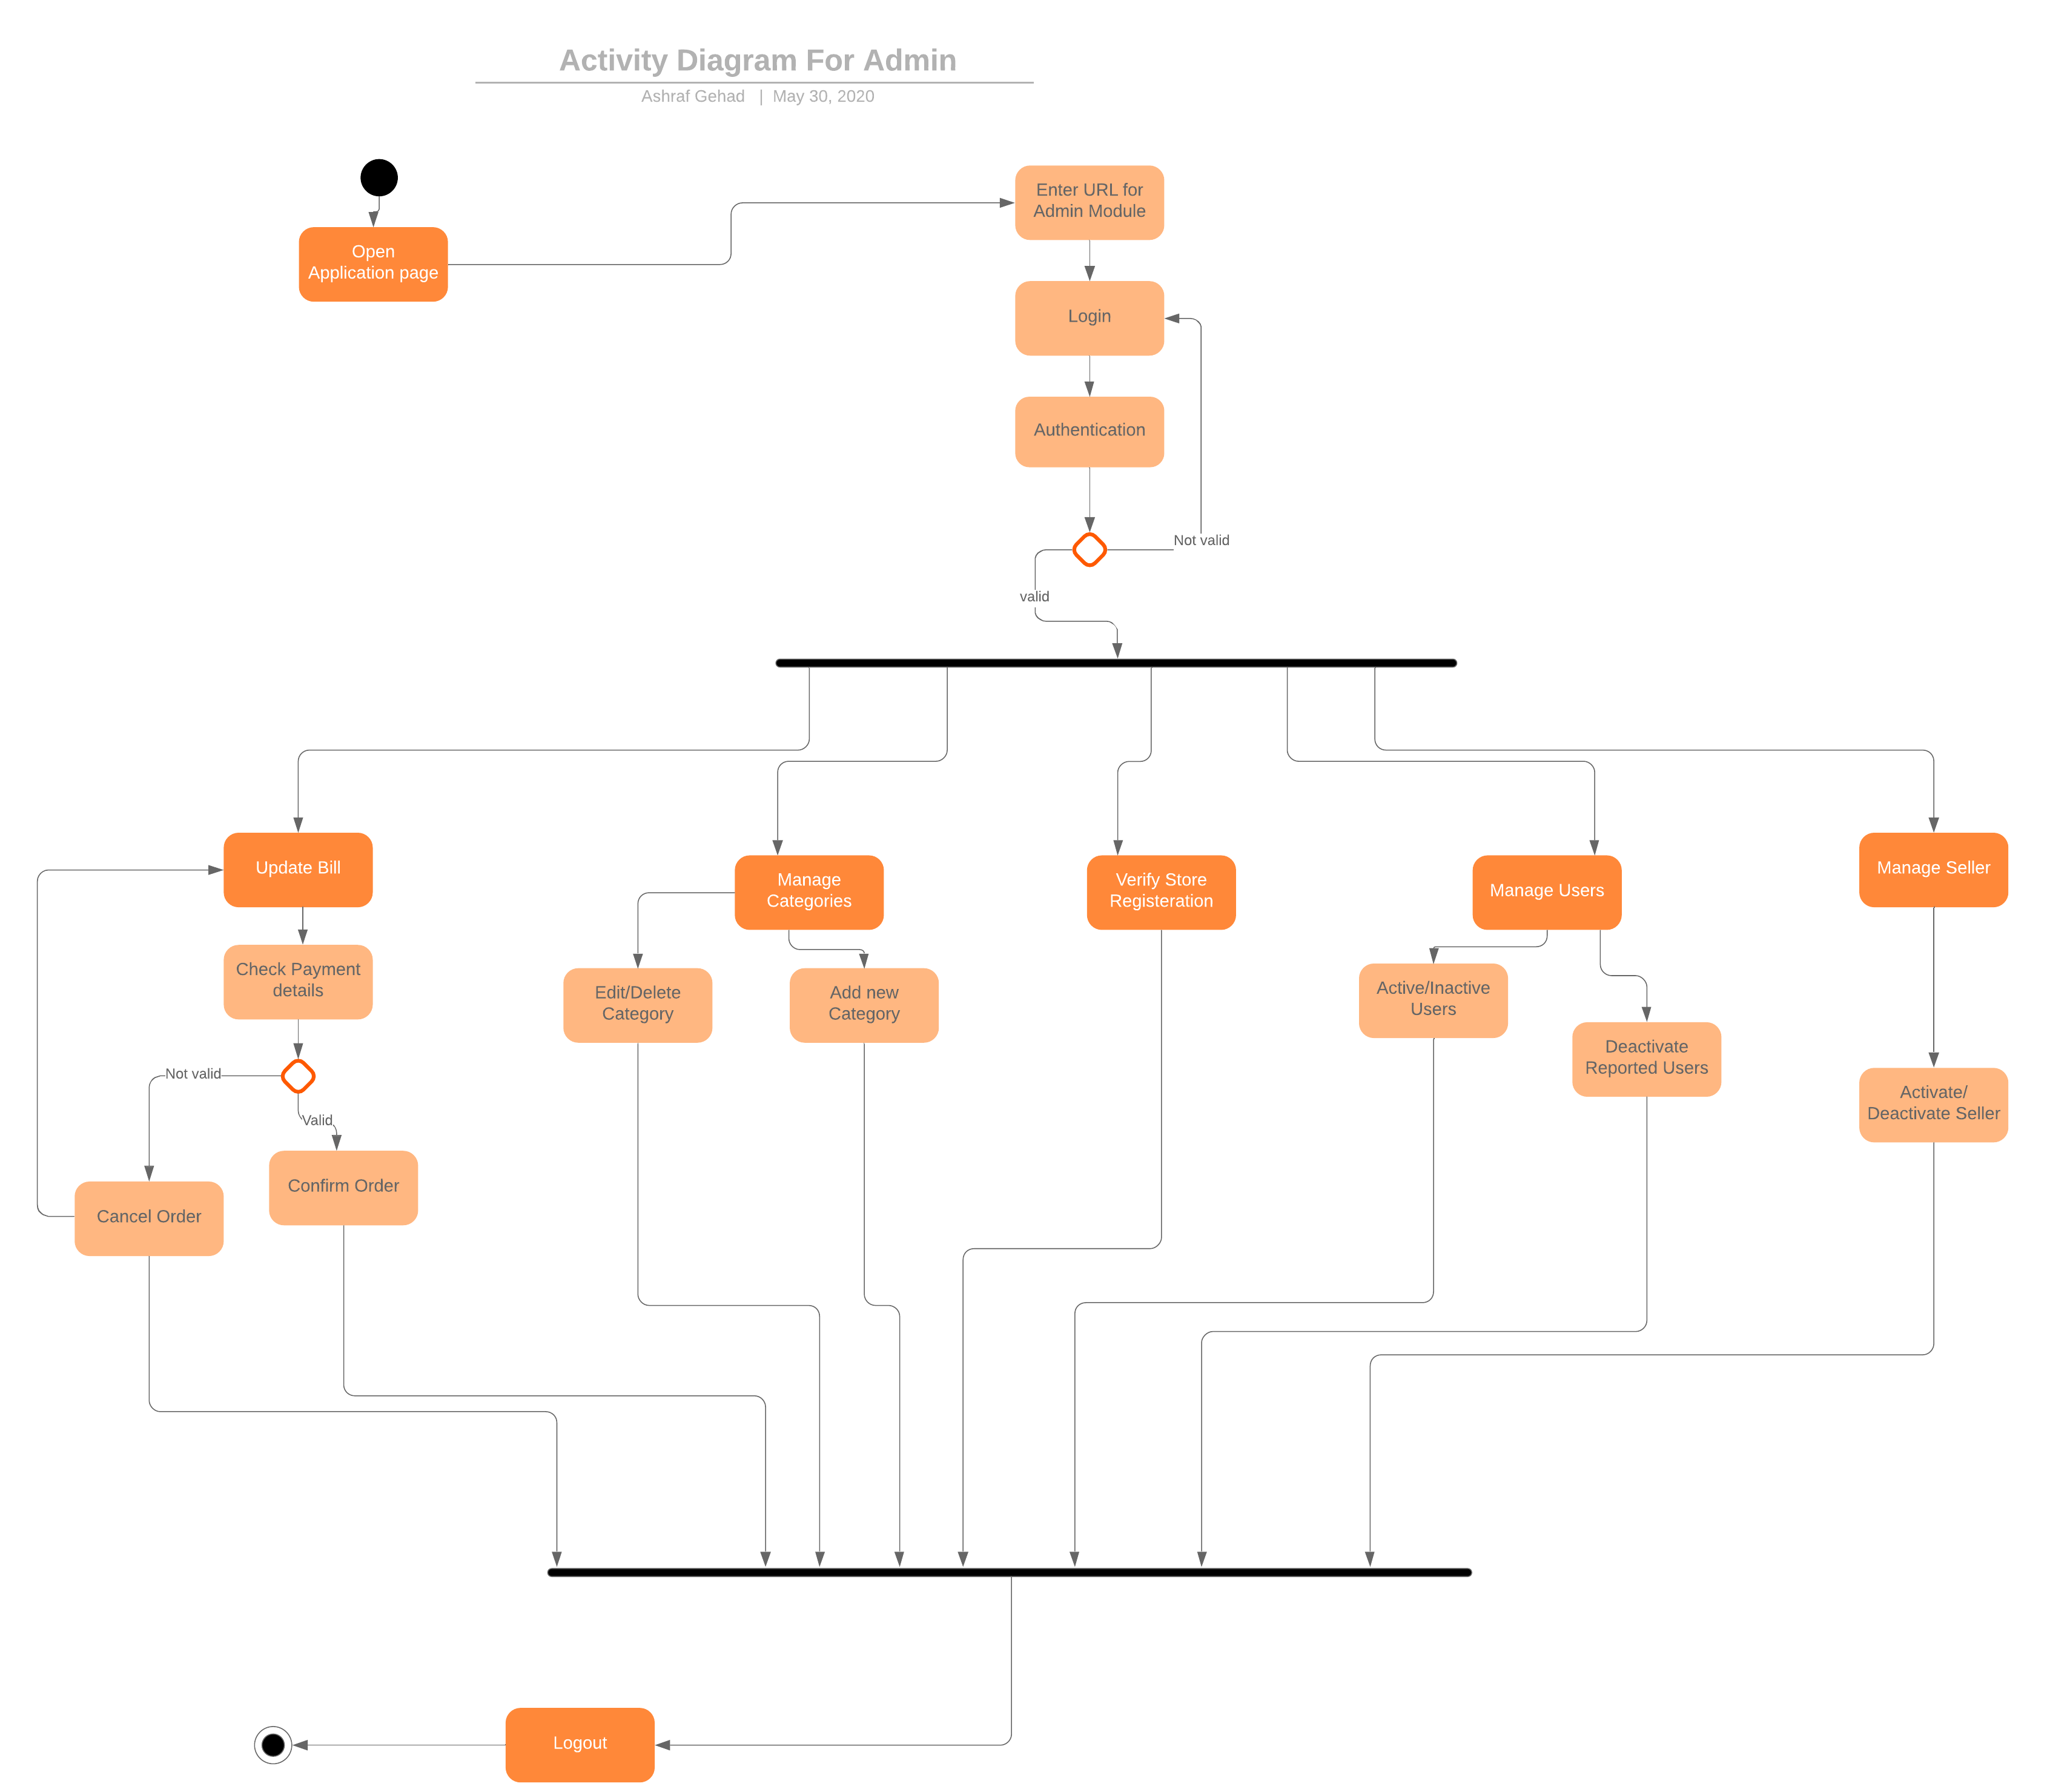 Activity Diagram For Admin
Ashraf Gehad | May 30, 2020
Open
Application page
Enter URL for
Admin Module
Login
Authentication
Not valid
valid
Update Bill
Manage
Categories
Verify Store
Registeration
Manage Users
Manage Seller
Check Payment
details
Edit/Delete
Category
Add new
Category
Active/Inactive
Users
Deactivate
Reported Users
Activate/
Deactivate Seller
Not valid
Valid
Confirm Order
Cancel Order
Logout